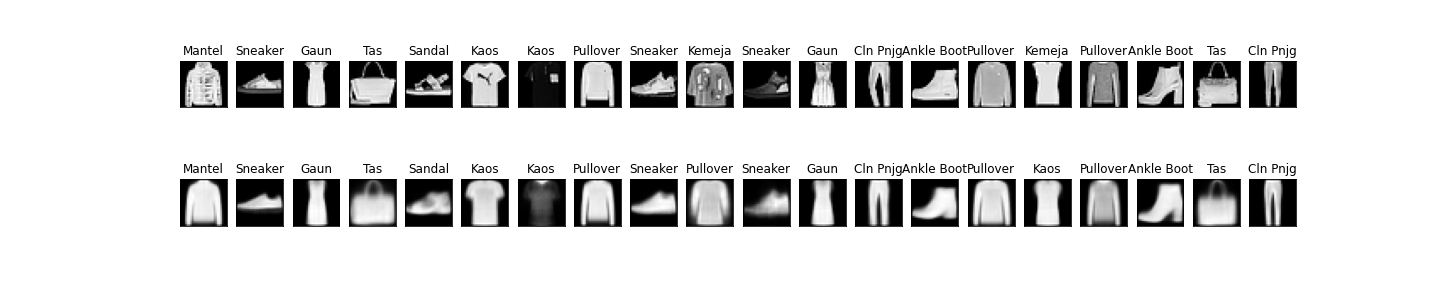 Mantel Sneaker Gaun Tas Sandal Kaos Kaos Pullover Sneaker Kemeja Sneaker Gaun Cln Pnjg Ankle Boot Pullover Kemeja Pullover Ankle Boot Tas Cln Pnjg
Mantel Sneaker Gaun Tas Sandal Kaos Kaos Pullover Sneaker Pullover Sneaker Gaun Cln Pnjg Ankle Boot Pullover Kaos Pullover Ankle Boot Tas Cln Pnjg